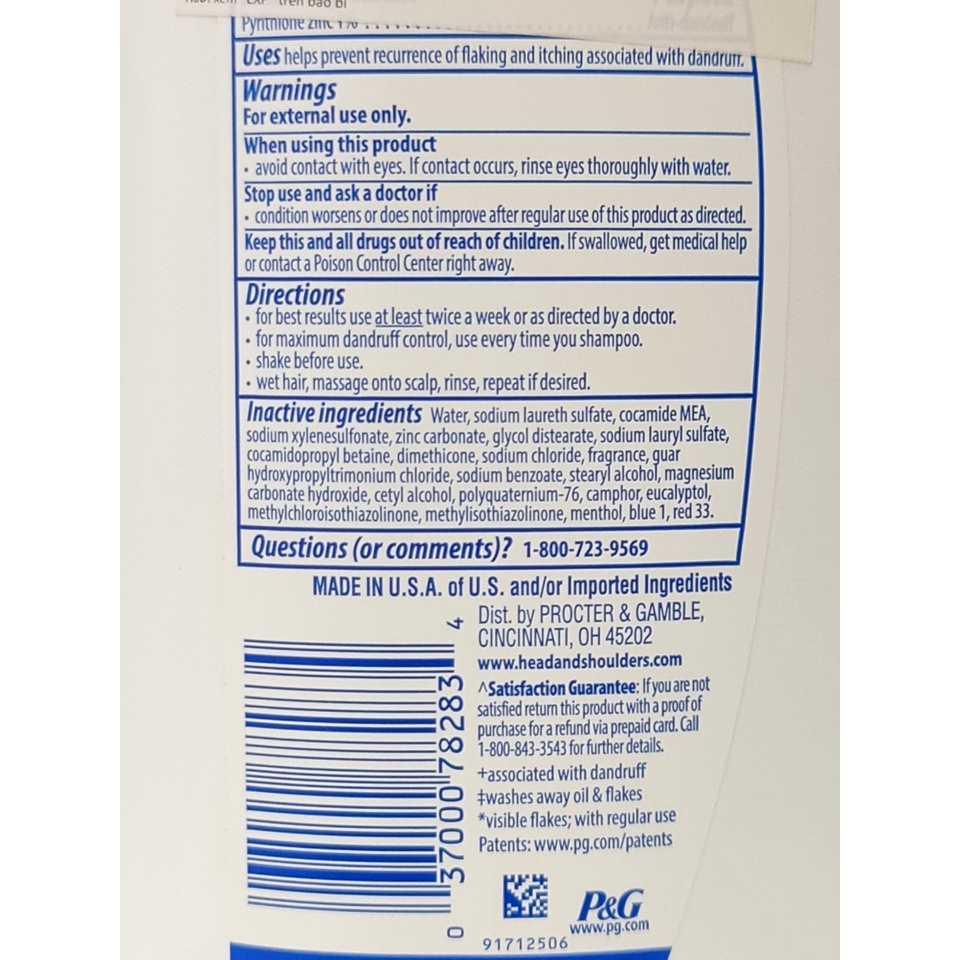 trên bao bì
Pyrithione zinc 1%
Uses helps prevent recurrence of flaking and itching associated with dandruff.
Warnings
For external use only.
When using this product
• avoid contact with eyes. If contact occurs, rinse eyes thoroughly with water.
Stop use and ask a doctor if
• condition worsens or does not improve after regular use of this product as directed.
Keep this and all drugs out of reach of children. If swallowed, get medical help
or contact a Poison Control Center right away.
Directions
• for best results use at least twice a week or as directed by a doctor.
• for maximum dandruff control, use every time you shampoo.
• shake before use.
• wet hair, massage onto scalp, rinse, repeat if desired.
Inactive ingredients Water, sodium laureth sulfate, cocamide MEA,
sodium xylenesulfonate, zinc carbonate, glycol distearate, sodium lauryl sulfate,
cocamidopropyl betaine, dimethicone, sodium chloride, fragrance, guar
hydroxypropyltrimonium chloride, sodium benzoate, stearyl alcohol, magnesium
carbonate hydroxide, cetyl alcohol, polyquaternium-76, camphor, eucalyptol,
methylchloroisothiazolinone, methylisothiazolinone, menthol, blue 1, red 33.
Questions (or comments)? 1-800-723-9569
MADE IN U.S.A. of U.S. and/or Imported Ingredients
Dist. by PROCTER & GAMBLE,
CINCINNATI, OH 45202
www.headandshoulders.com
^Satisfaction Guarantee: If you are not
satisfied return this product with a proof of
purchase for a refund via prepaid card. Call
1-800-843-3543 for further details.
+associated with dandruff
‡washes away oil & flakes
*visible flakes; with regular use
Patents: www.pg.com/patents
0 37000 78283 4
P&G
www.pg.com
91712506